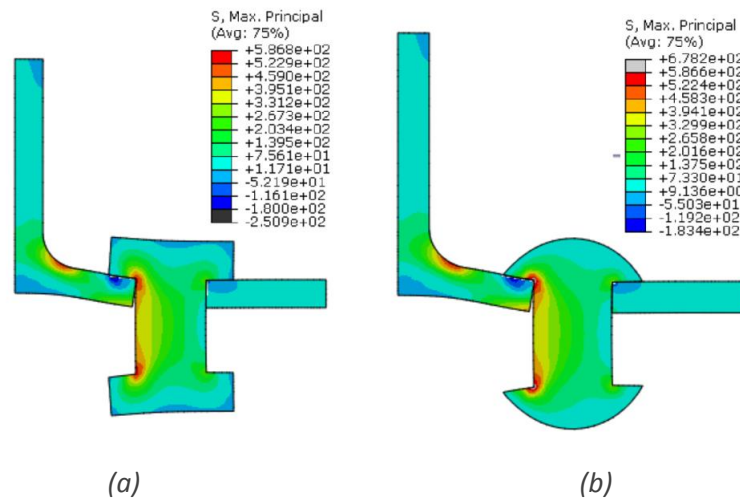 S, Max. Principal
(Avg: 75%)
+5.868e+02
+5.229e+02
+4.590e+02
+3.951e+02
+3.312e+02
+2.673e+02
+2.034e+02
+1.395e+02
+7.561e+01
+1.171e+01
-5.219e+01
-1.161e+02
-1.800e+02
-2.509e+02
S, Max. Principal
(Avg: 75%)
+6.782e+02
+5.866e+02
+5.224e+02
+4.583e+02
+3.941e+02
+3.299e+02
+2.658e+02
+2.016e+02
+1.375e+02
+7.330e+01
+9.136e+00
-5.503e+01
-1.192e+02
-1.834e+02
(a)
(b)